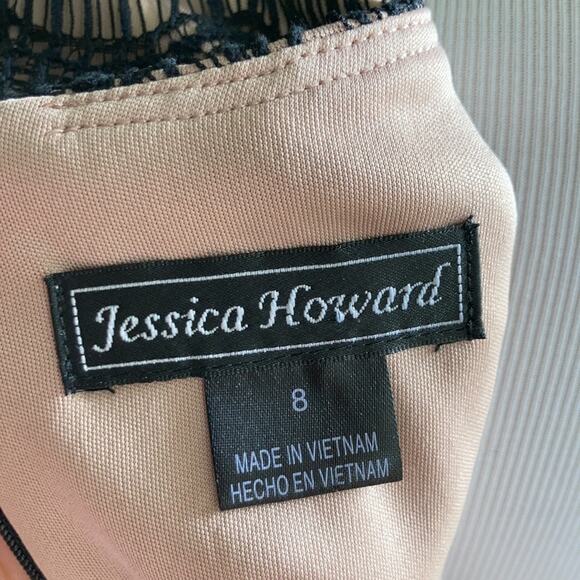 Jessica Howard
8
MADE IN VIETNAM
HECHO EN VIETNAM